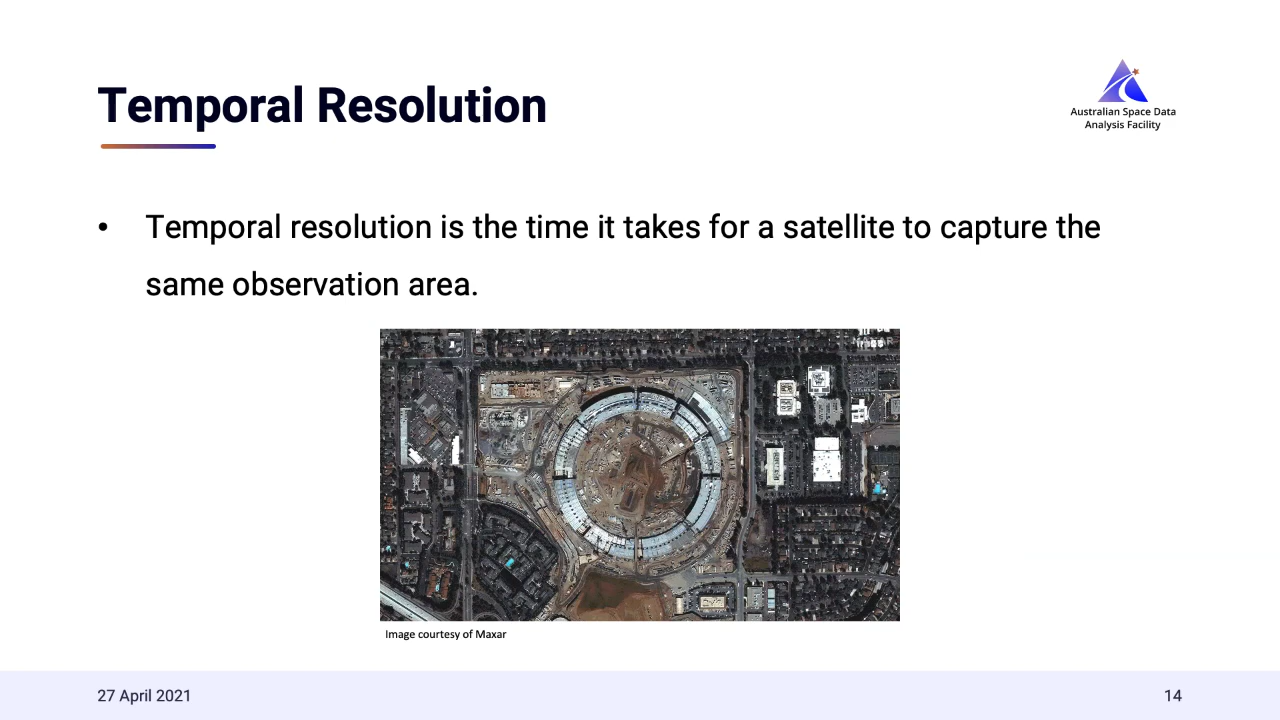 Temporal Resolution
Australian Space Data
Analysis Facility
• Temporal resolution is the time it takes for a satellite to capture the
same observation area.
MAXAR
Image courtesy of Maxar
27 April 2021
14